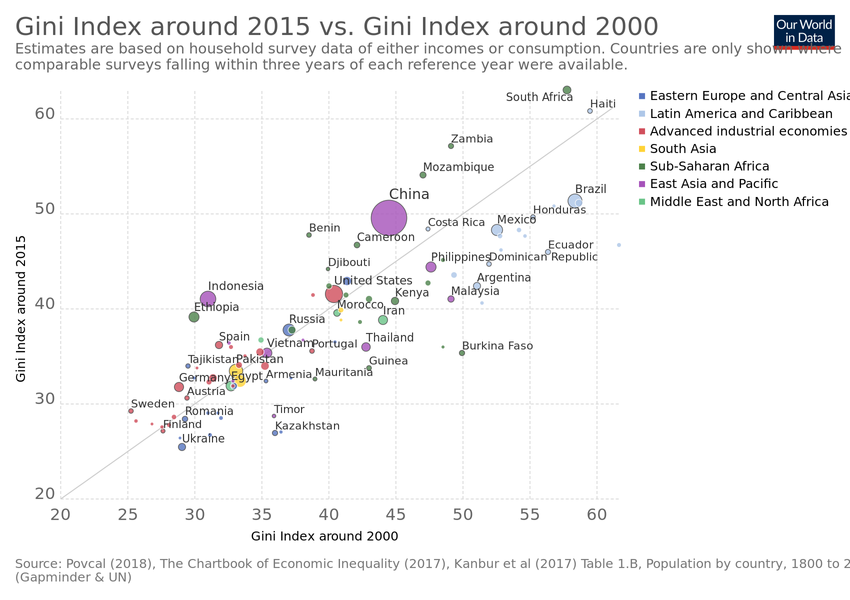 Gini Index around 2015 vs. Gini Index around 2000
Our World
in Data
Estimates are based on household survey data of either incomes or consumption. Countries are only shown where
comparable surveys falling within three years of each reference year were available.
Eastern Europe and Central Asia
Latin America and Caribbean
Advanced industrial economies
South Asia
Sub-Saharan Africa
East Asia and Pacific
Middle East and North Africa
South Africa
Haiti
60
Zambia
Mozambique
China
Brazil
50
Honduras
Mexico
Costa Rica
Benin
Cameroon
Ecuador
Philippines
Dominican Republic
Djibouti
United States
Argentina
Indonesia
Kenya
Malaysia
Ethiopia
Morocco
Iran
40
Russia
Spain
Vietnam
Portugal
Thailand
Burkina Faso
Tajikistan
Pakistan
Guinea
Germany
Egypt
Armenia
Mauritania
Austria
Sweden
30
Romania
Timor
Finland
Kazakhstan
Ukraine
20
Gini Index around 2015
20 25 30 35 40 45 50 55 60
Gini Index around 2000
Source: Povcal (2018), The Chartbook of Economic Inequality (2017), Kanbur et al (2017) Table 1.B, Population by country, 1800 to 2
(Gapminder & UN)